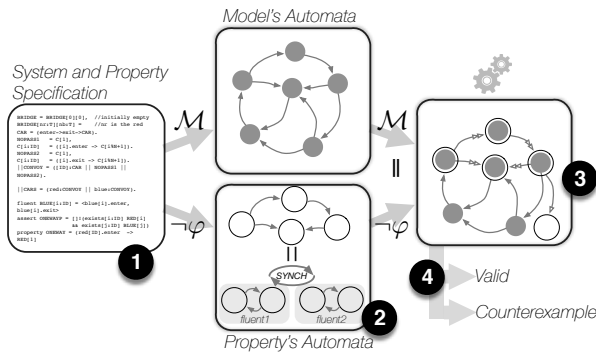 Model's Automata
System and Property
Specification
BRIDGE = BRIDGE[0][0], //initially empty
BRIDGE[nr:T][nb:T] = //nr is the red
CAR = (enter->exit->CAR).
NOPASS1 = C[1],
C[i:ID] = ([i].enter -> C[i%N+1]).
NOPASS2 = C[1],
C[i:ID] = ([i].exit -> C[i%N+1]).
||CONVOY = ([ID]:CAR || NOPASS1 ||
NOPASS2).
||CARS = (red:CONVOY || blue:CONVOY).
fluent BLUE[i:ID] = <blue[i].enter,
blue[i].exit>
assert ONEWAYP = []!(exists[i:ID] RED[i]
&& exists[j:ID] BLUE[j])
property ONEWAY = (red[ID].enter ->
RED[1]
1
ℳ
ℳ
||
¬φ
¬φ
=
SYNCH
fluent1
fluent2
2
Property's Automata
3
4
Valid
Counterexample